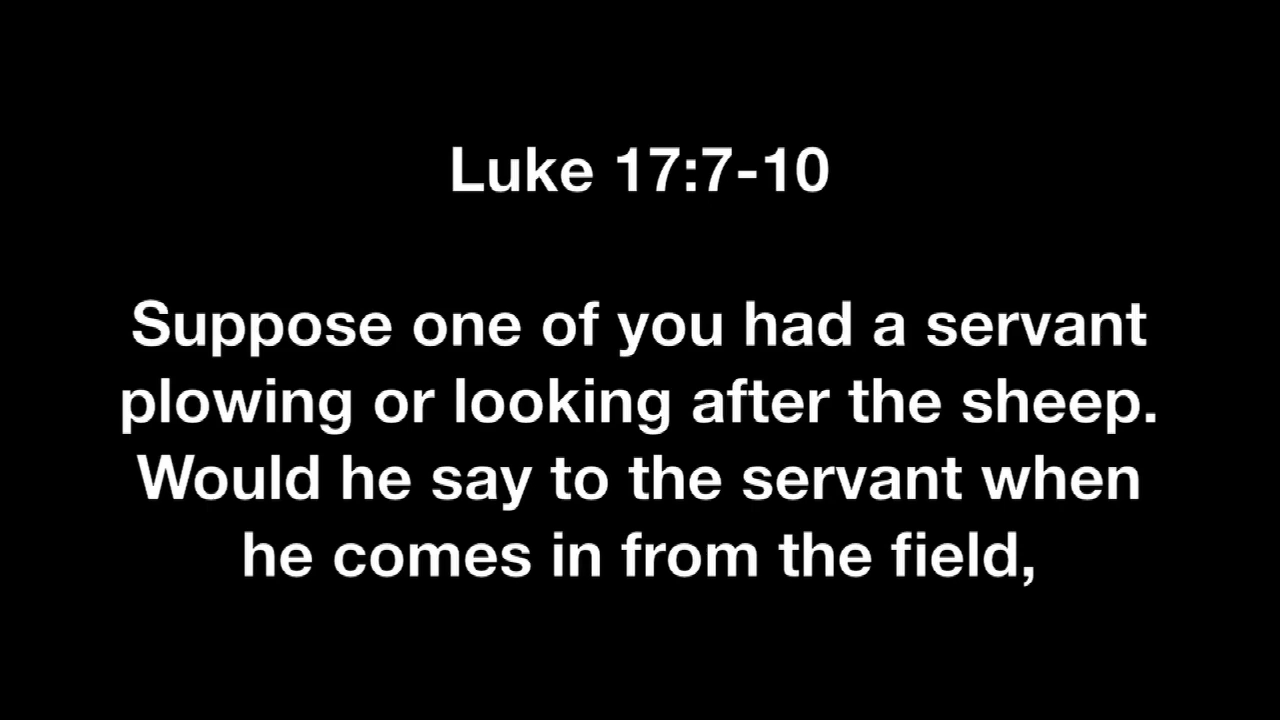 Luke 17:7-10
Suppose one of you had a servant
plowing or looking after the sheep.
Would he say to the servant when
he comes in from the field,